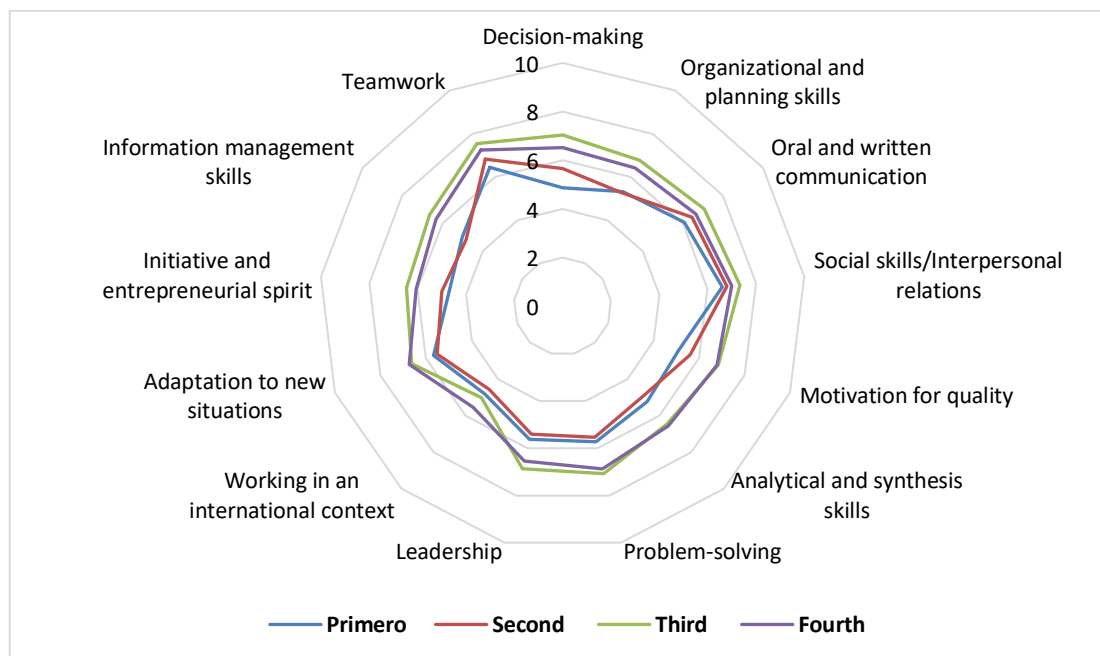 Decision-making
Organizational and
planning skills
Oral and written
communication
Social skills/Interpersonal
relations
Motivation for quality
Analytical and synthesis
skills
Problem-solving
Leadership
Working in an
international context
Adaptation to new
situations
Initiative and
entrepreneurial spirit
Information management
skills
Teamwork
10
8
6
4
2
0
Primero Second Third Fourth